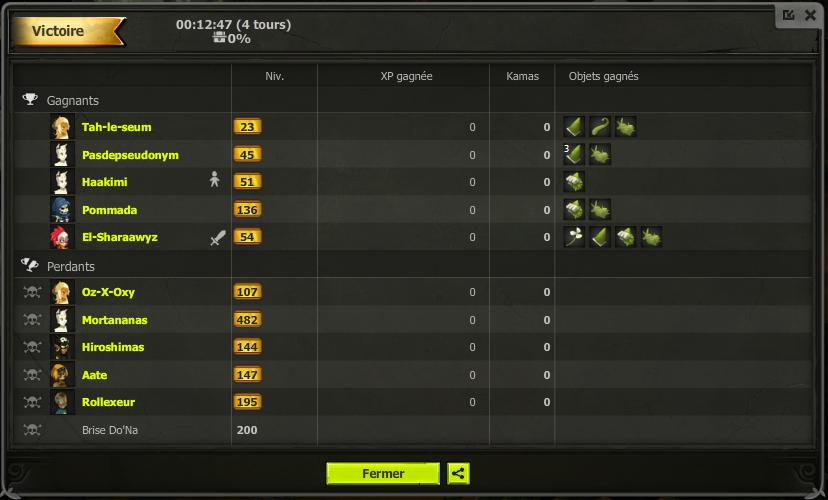 Victoire
00:12:47 (4 tours)
0%
Niv. XP gagnée Kamas Objets gagnés
Gagnants
Tah-le-seum 23 0 0
Pasdepseudonym 45 0 0 3
Haakimi 51 0 0
Pommada 136 0 0
El-Sharaawyz 54 0 0
Perdants
Oz-X-Oxy 107 0 0
Mortananas 482 0 0
Hiroshimas 144 0 0
Aate 147 0 0
Rollexeur 195 0 0
Brise Do'Na 200
Fermer